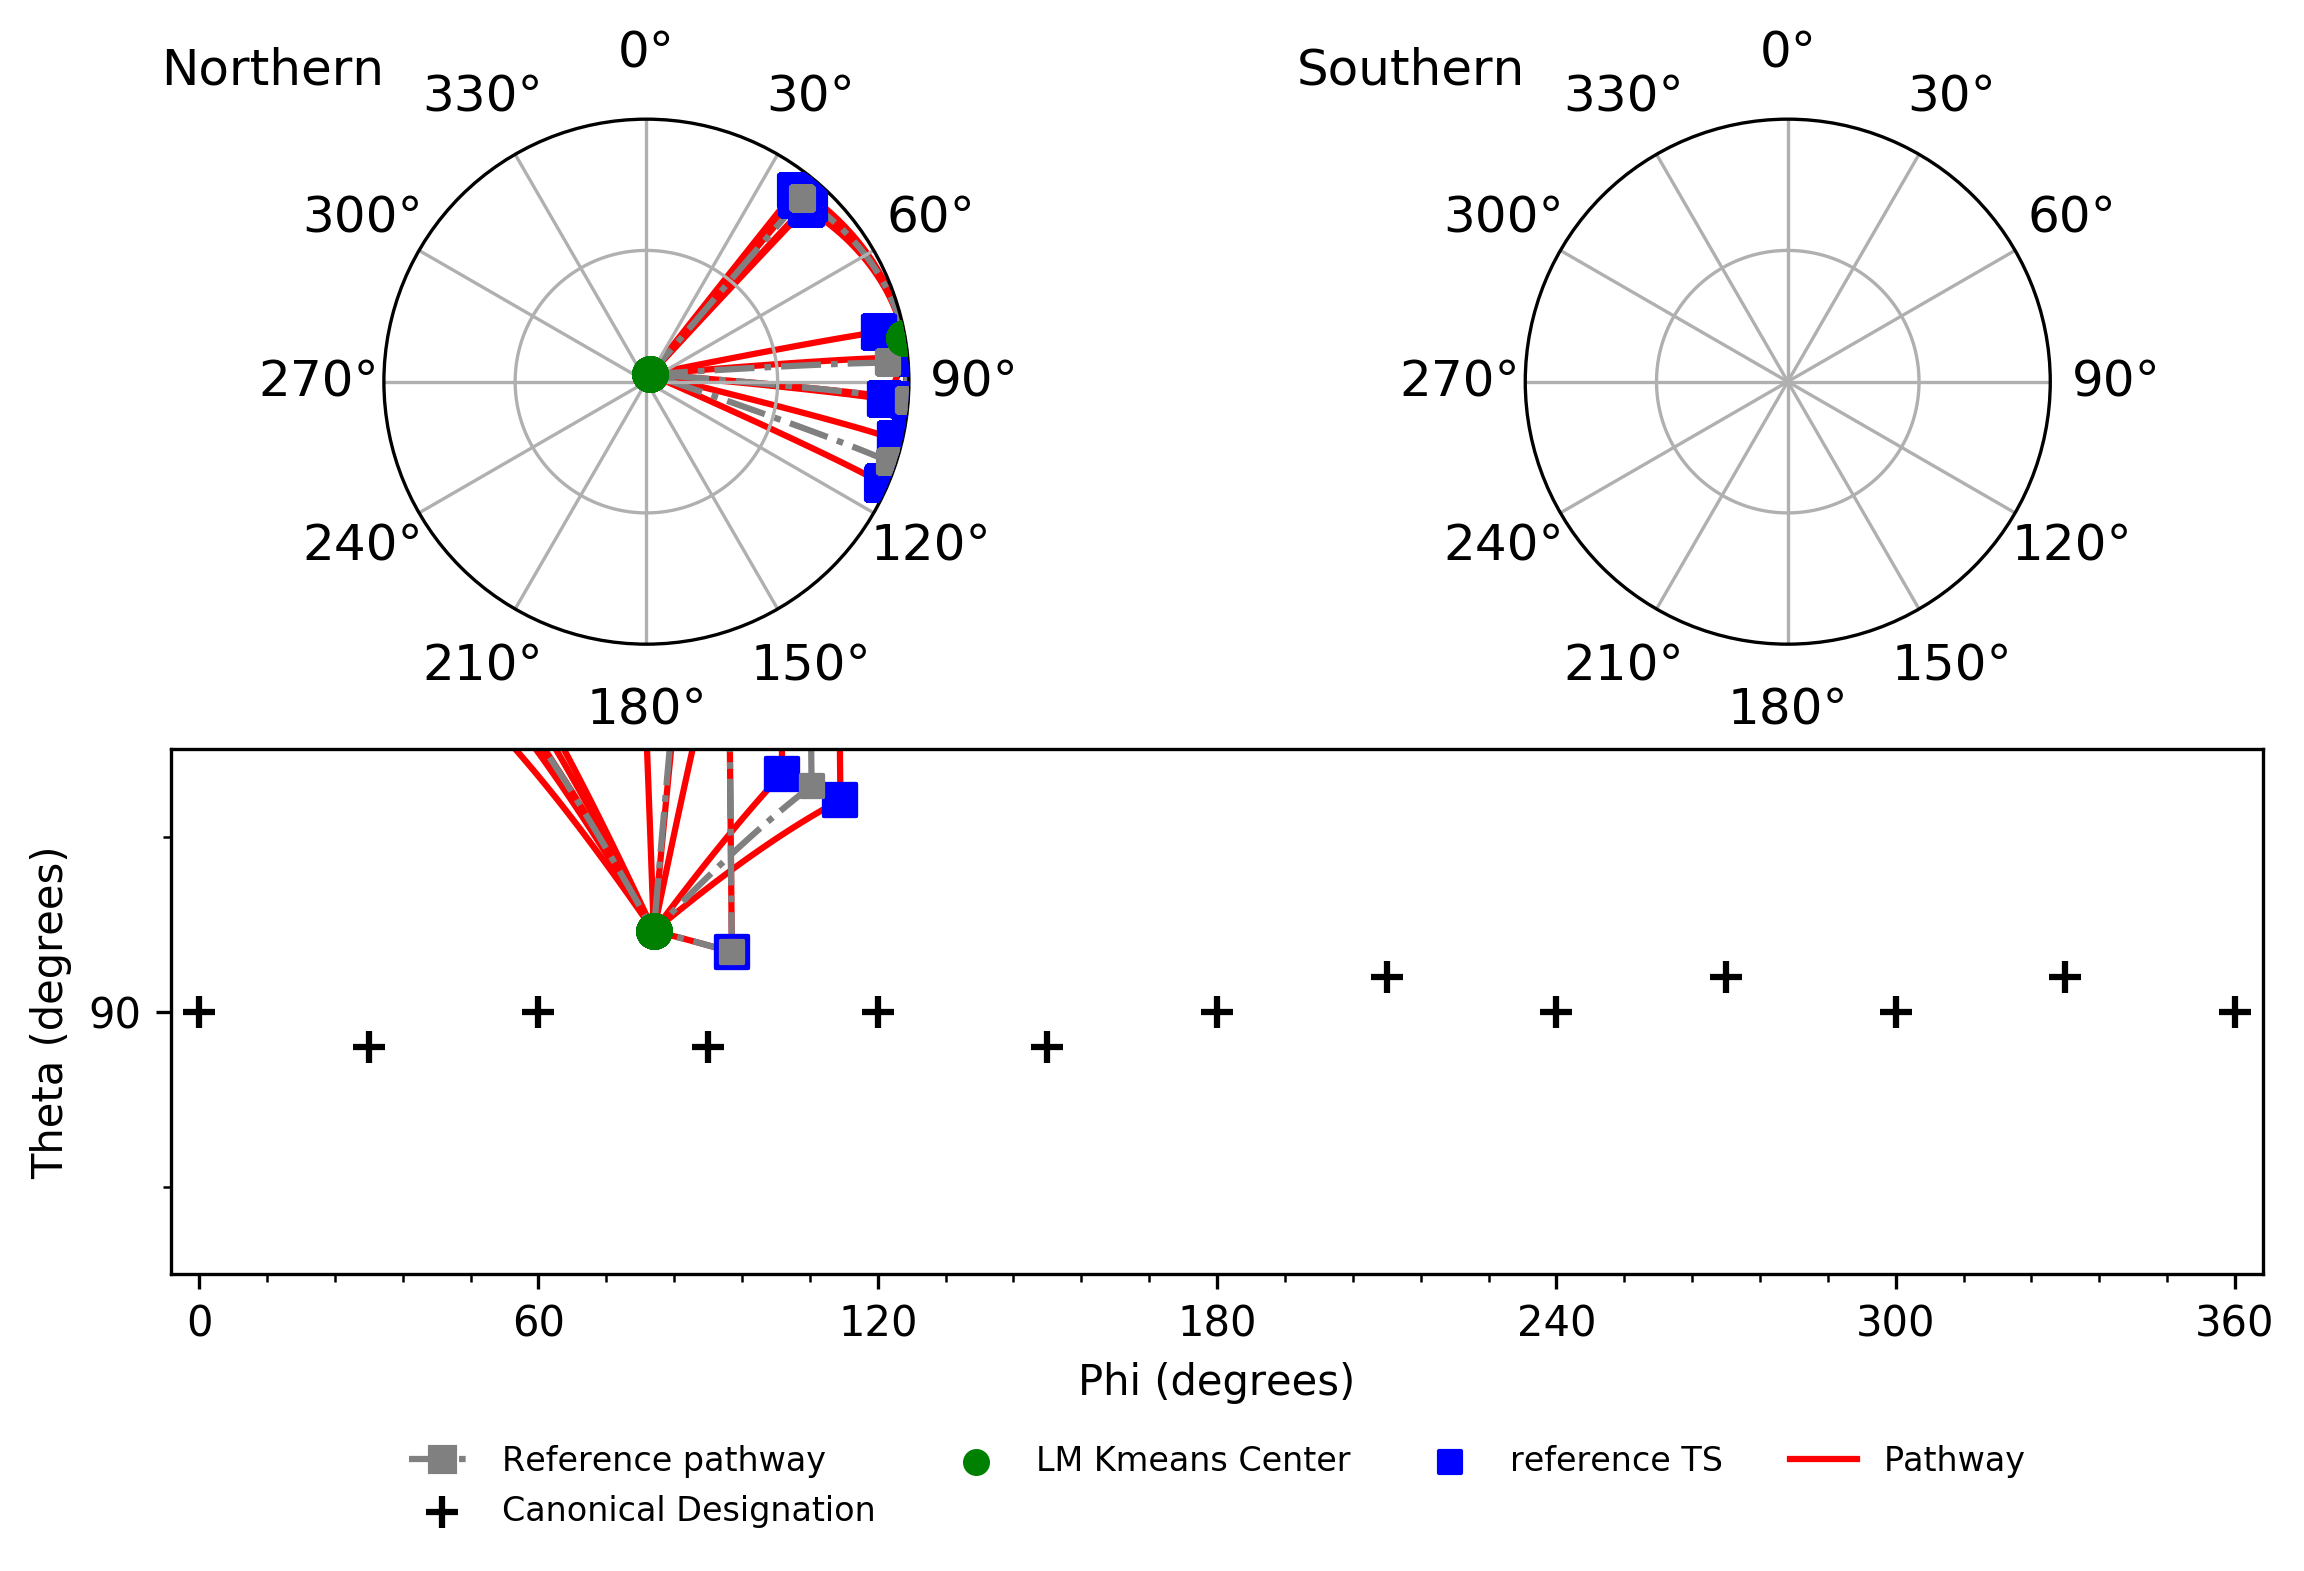 Northern
0°
330°
30°
300°
60°
270°
90°
240°
120°
210°
150°
180°
Southern
0°
330°
30°
300°
60°
270°
90°
240°
120°
210°
150°
180°
Theta (degrees)
90
0 60 120 180 240 300 360
Phi (degrees)
Reference pathway
LM Kmeans Center
reference TS
Pathway
Canonical Designation